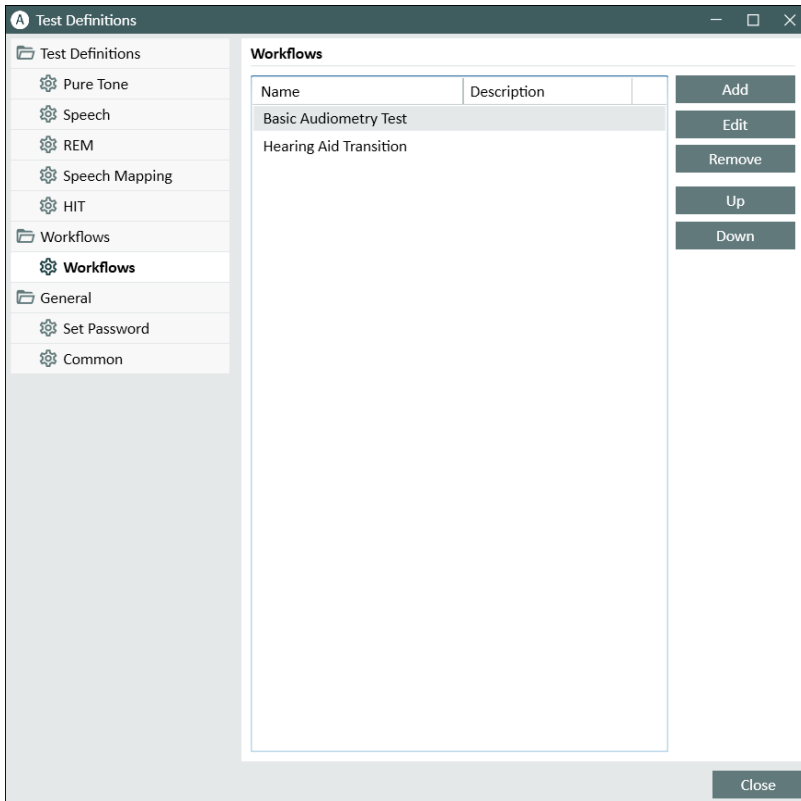 A Test Definitions
Test Definitions
Pure Tone
Speech
REM
Speech Mapping
HIT
Workflows
Workflows
General
Set Password
Common
Workflows
Name Description
Basic Audiometry Test
Hearing Aid Transition
Add
Edit
Remove
Up
Down
Close